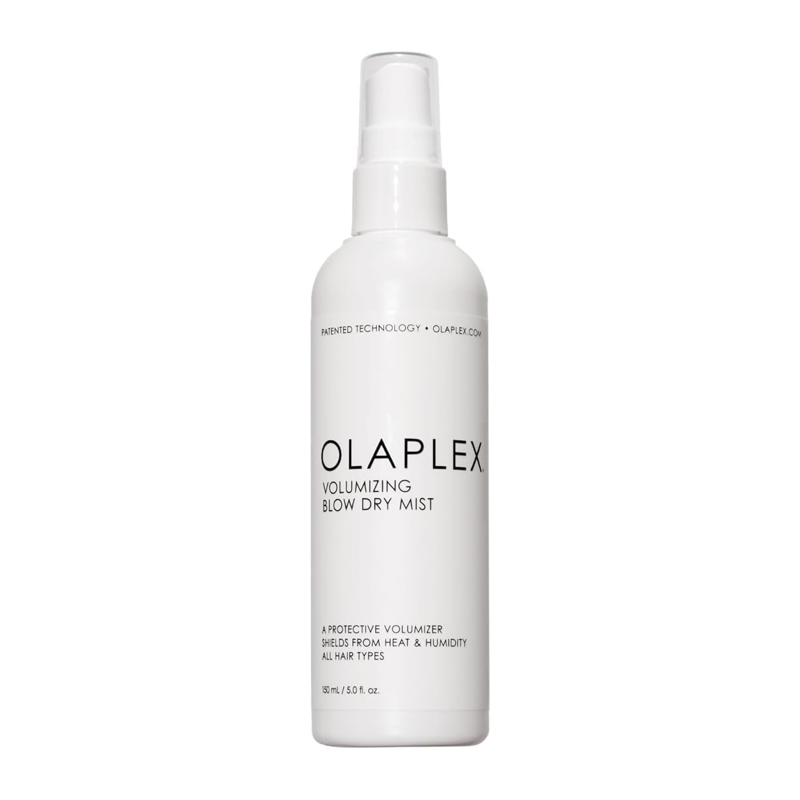 PATENTED TECHNOLOGY • OLAPLEX.COM
OLAPLEX.
VOLUMIZING
BLOW DRY MIST
A PROTECTIVE VOLUMIZER
SHIELDS FROM HEAT & HUMIDITY
ALL HAIR TYPES
150 mL / 5.0 fl. oz.